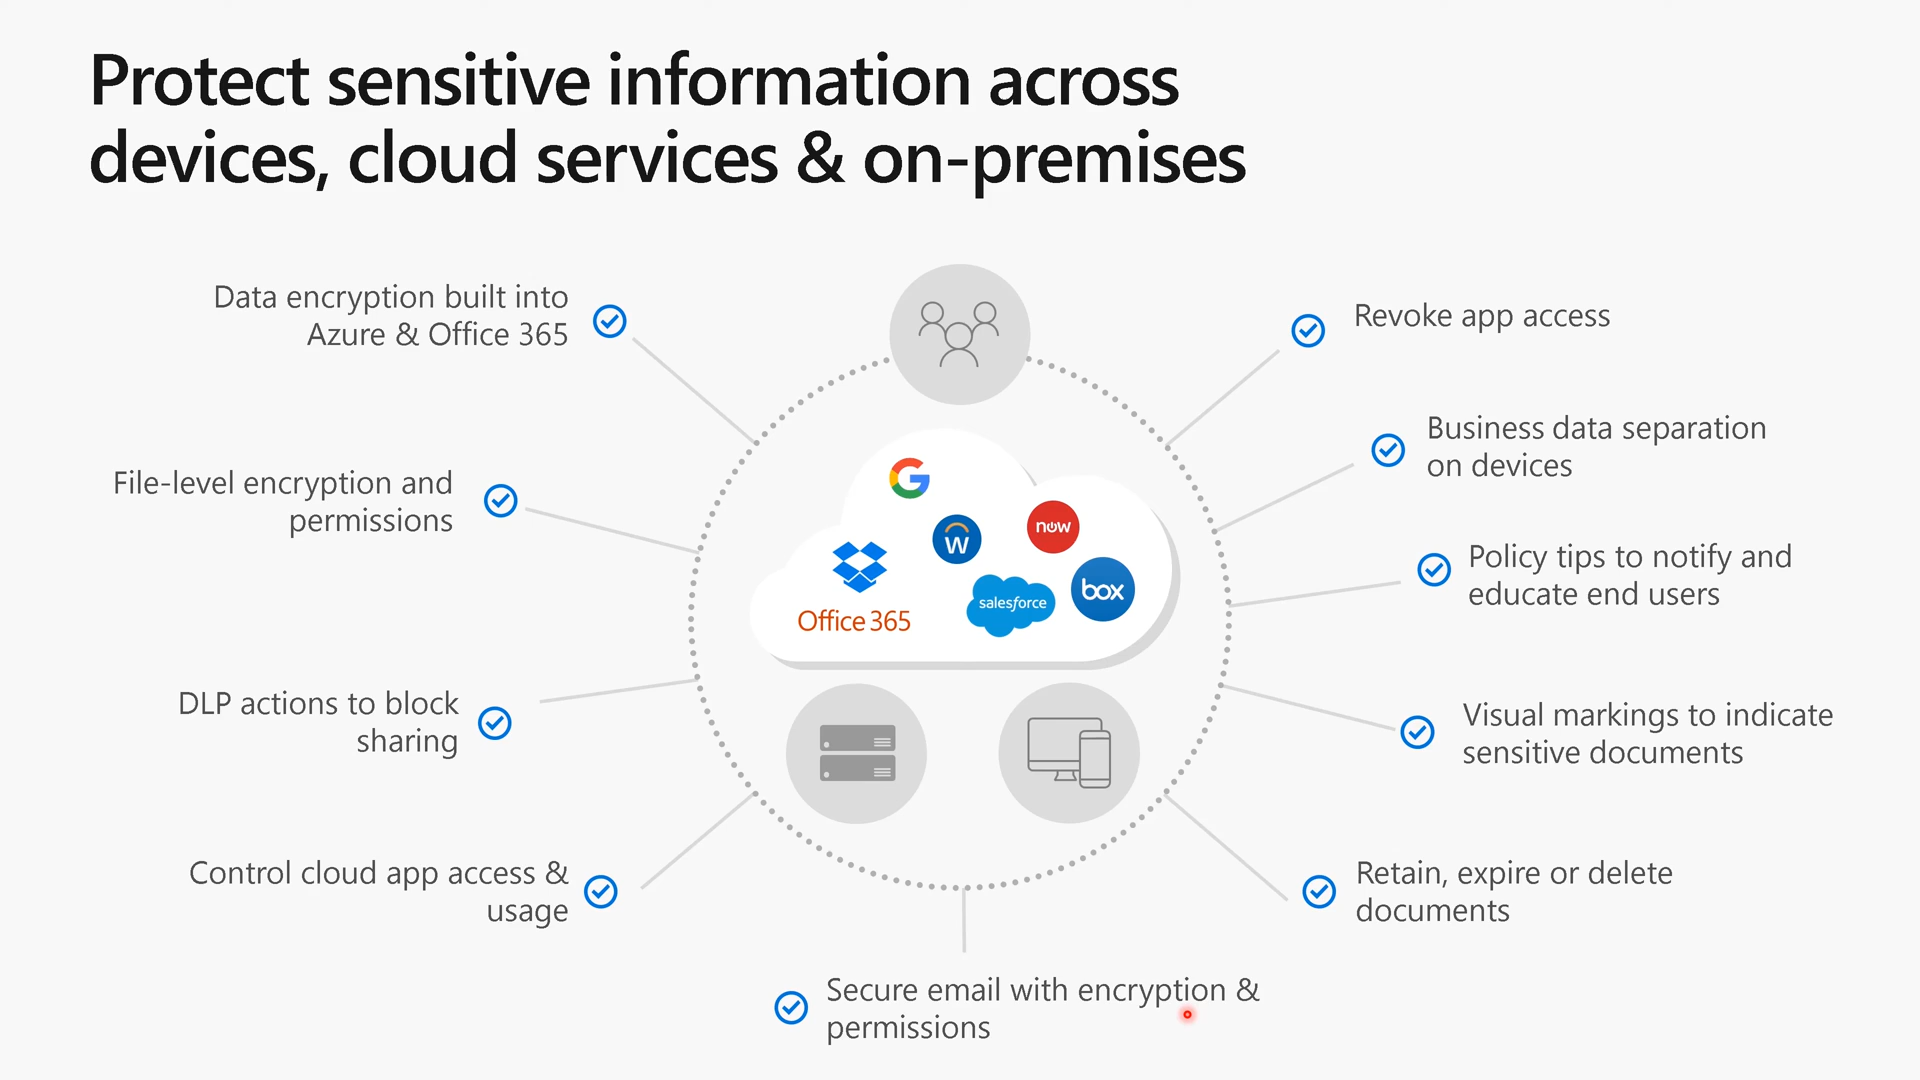 Protect sensitive information across
devices, cloud services & on-premises
Data encryption built into
Azure & Office 365
File-level encryption and
permissions
DLP actions to block
sharing
Control cloud app access &
usage
G
W
now
salesforce
box
Office 365
Revoke app access
Business data separation
on devices
Policy tips to notify and
educate end users
Visual markings to indicate
sensitive documents
Retain, expire or delete
documents
Secure email with encryption &
permissions